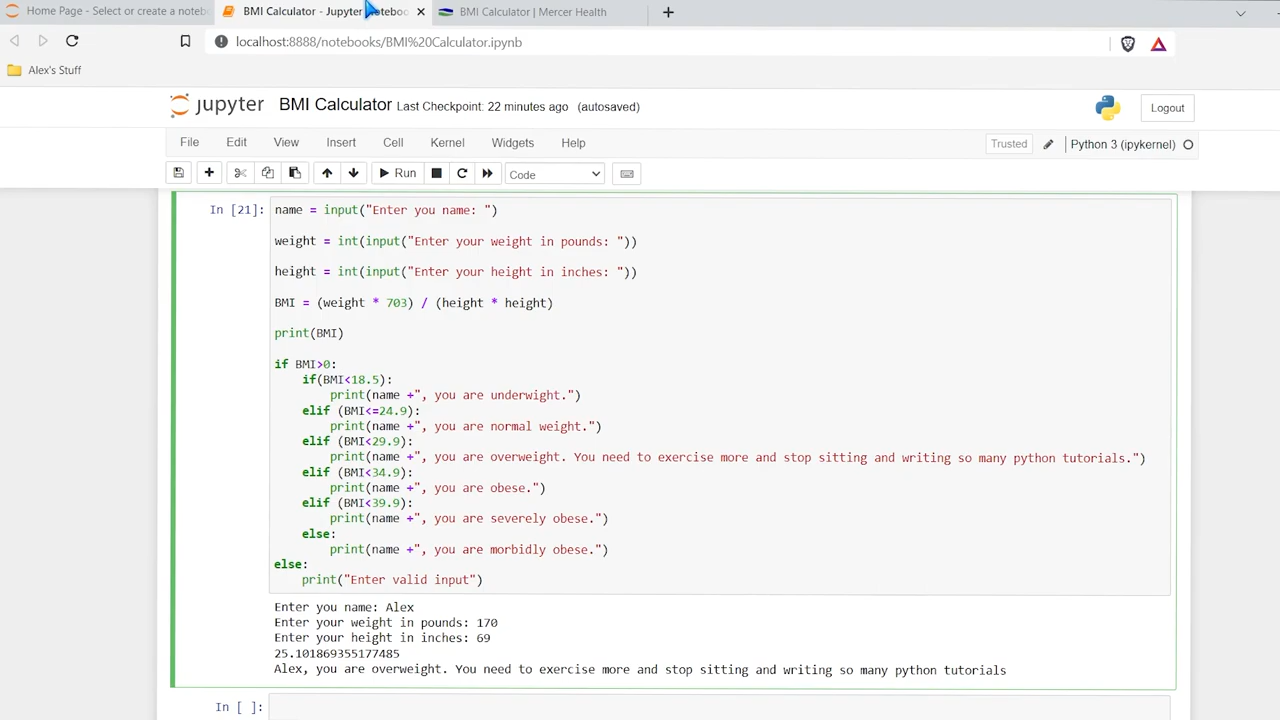 Home Page - Select or create a noteb
BMI Calculator - Jupyter Notebo
BMI Calculator | Mercer Health
localhost:8888/notebooks/BMI%20Calculator.ipynb
Alex's Stuff
jupyter BMI Calculator Last Checkpoint: 22 minutes ago (autosaved)
Logout
File Edit View Insert Cell Kernel Widgets Help
Trusted
Python 3 (ipykernel)
Run
Code
In [21]:
name = input("Enter you name: ")
weight = int(input("Enter your weight in pounds: "))
height = int(input("Enter your height in inches: "))
BMI = (weight * 703) / (height * height)
print(BMI)
if BMI>0:
    if(BMI<18.5):
        print(name +", you are underwight.")
    elif (BMI<=24.9):
        print(name +", you are normal weight.")
    elif (BMI<29.9):
        print(name +", you are overweight. You need to exercise more and stop sitting and writing so many python tutorials.")
    elif (BMI<34.9):
        print(name +", you are obese.")
    elif (BMI<39.9):
        print(name +", you are severely obese.")
    else:
        print(name +", you are morbidly obese.")
else:
    print("Enter valid input")
Enter you name: Alex
Enter your weight in pounds: 170
Enter your height in inches: 69
25.101869355177485
Alex, you are overweight. You need to exercise more and stop sitting and writing so many python tutorials
In [ ]: